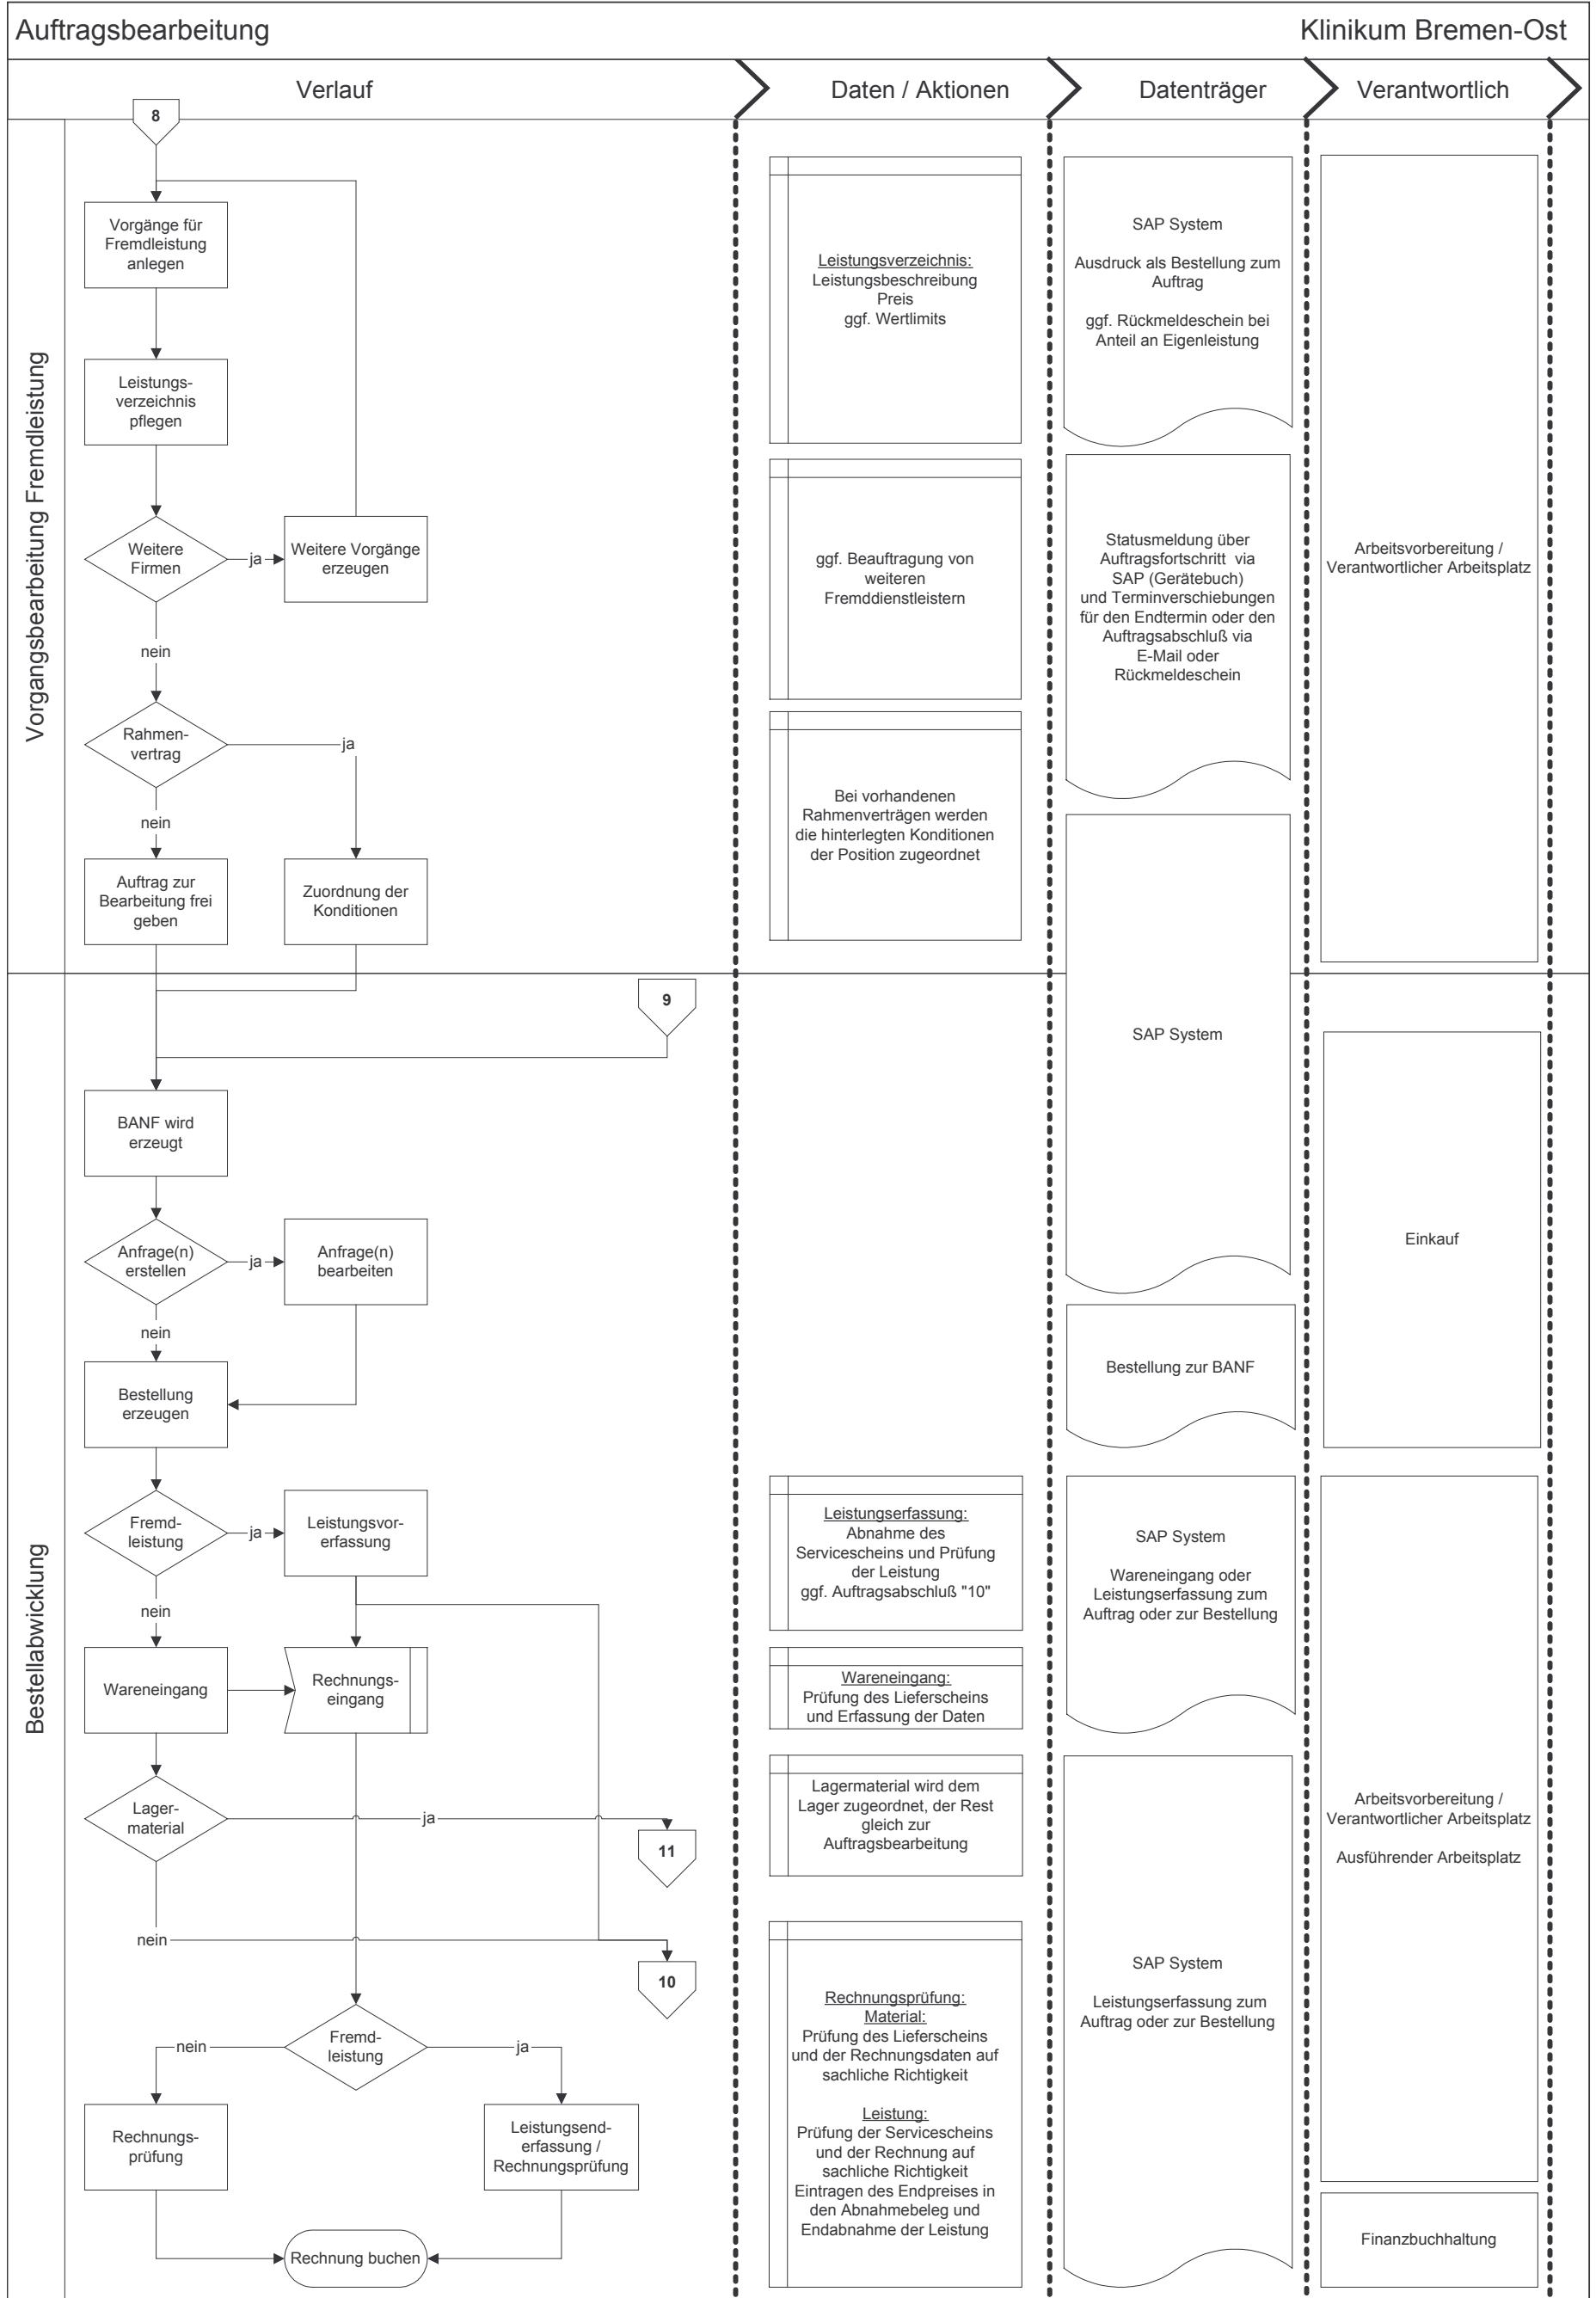 Auftragsbearbeitung
Klinikum Bremen-Ost
Verlauf
Daten / Aktionen
Datenträger
Verantwortlich
Vorgangsbearbeitung Fremdleistung
8
Vorgänge für
Fremdleistung
anlegen
Leistungs-
verzeichnis
pflegen
Weitere
Firmen
ja
Weitere Vorgänge
erzeugen
nein
Rahmen-
vertrag
ja
nein
Auftrag zur
Bearbeitung frei
geben
Zuordnung der
Konditionen
Leistungsverzeichnis:
Leistungsbeschreibung
Preis
ggf. Wertlimits
ggf. Beauftragung von
weiteren
Fremddienstleistern
Bei vorhandenen
Rahmenverträgen werden
die hinterlegten Konditionen
der Position zugeordnet
SAP System
Ausdruck als Bestellung zum
Auftrag
ggf. Rückmeldeschein bei
Anteil an Eigenleistung
Statusmeldung über
Auftragsfortschritt via
SAP (Gerätebuch)
und Terminverschiebungen
für den Endtermin oder den
Auftragsabschluß via
E-Mail oder
Rückmeldeschein
Arbeitsvorbereitung /
Verantwortlicher Arbeitsplatz
Bestellabwicklung
9
BANF wird
erzeugt
Anfrage(n)
erstellen
ja
Anfrage(n)
bearbeiten
nein
Bestellung
erzeugen
Fremd-
leistung
ja
Leistungsvor-
erfassung
nein
Wareneingang
Rechnungs-
eingang
Lager-
material
ja
11
nein
10
Fremd-
leistung
nein
ja
Rechnungs-
prüfung
Leistungsend-
erfassung /
Rechnungsprüfung
Rechnung buchen
Leistungserfassung:
Abnahme des
Servicescheins und Prüfung
der Leistung
ggf. Auftragsabschluß "10"
Wareneingang:
Prüfung des Lieferscheins
und Erfassung der Daten
Lagermaterial wird dem
Lager zugeordnet, der Rest
gleich zur
Auftragsbearbeitung
Rechnungsprüfung:
Material:
Prüfung des Lieferscheins
und der Rechnungsdaten auf
sachliche Richtigkeit
Leistung:
Prüfung der Servicescheins
und der Rechnung auf
sachliche Richtigkeit
Eintragen des Endpreises in
den Abnahmebeleg und
Endabnahme der Leistung
SAP System
Bestellung zur BANF
SAP System
Wareneingang oder
Leistungserfassung zum
Auftrag oder zur Bestellung
SAP System
Leistungserfassung zum
Auftrag oder zur Bestellung
Einkauf
Arbeitsvorbereitung /
Verantwortlicher Arbeitsplatz
Ausführender Arbeitsplatz
Finanzbuchhaltung